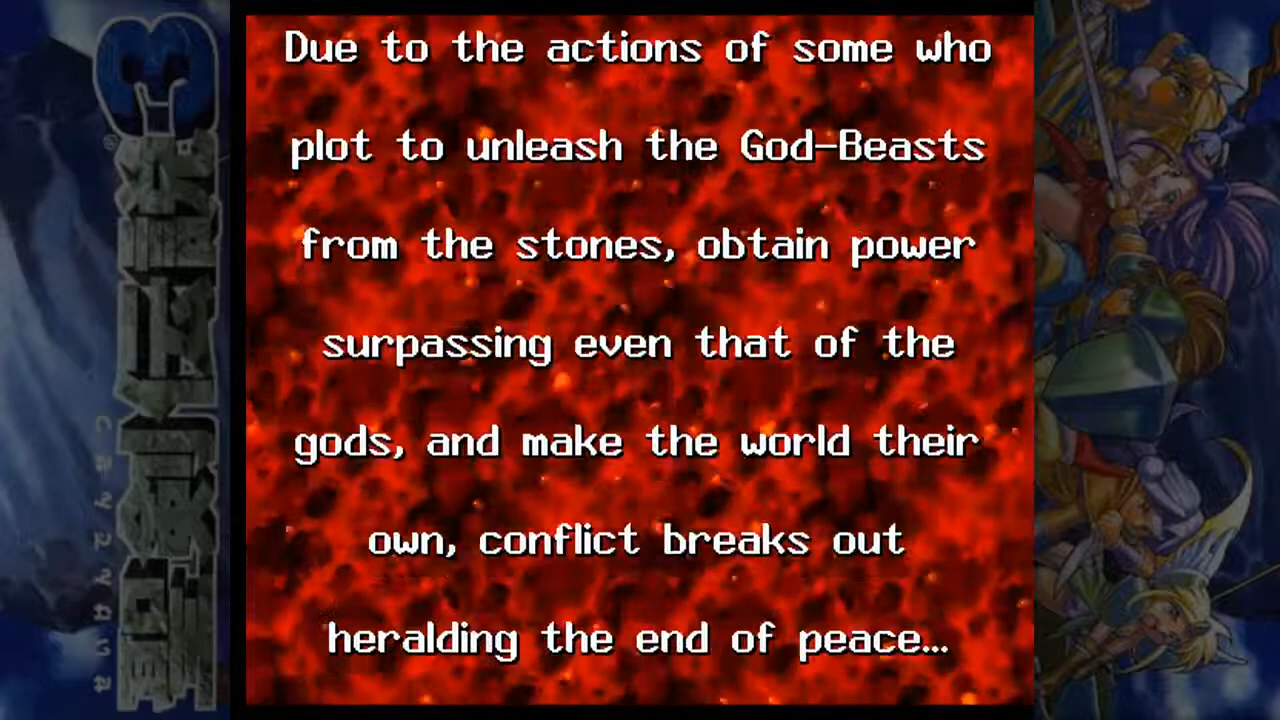 Due to the actions of some who
plot to unleash the God-Beasts
from the stones, obtain power
surpassing even that of the
gods, and make the world their
own, conflict breaks out
heralding the end of peace...